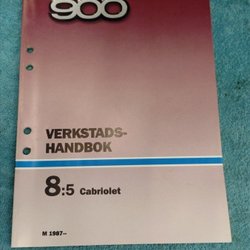 900
VERKSTADS-
HANDBOK
8:5 Cabriolet
M 1987--